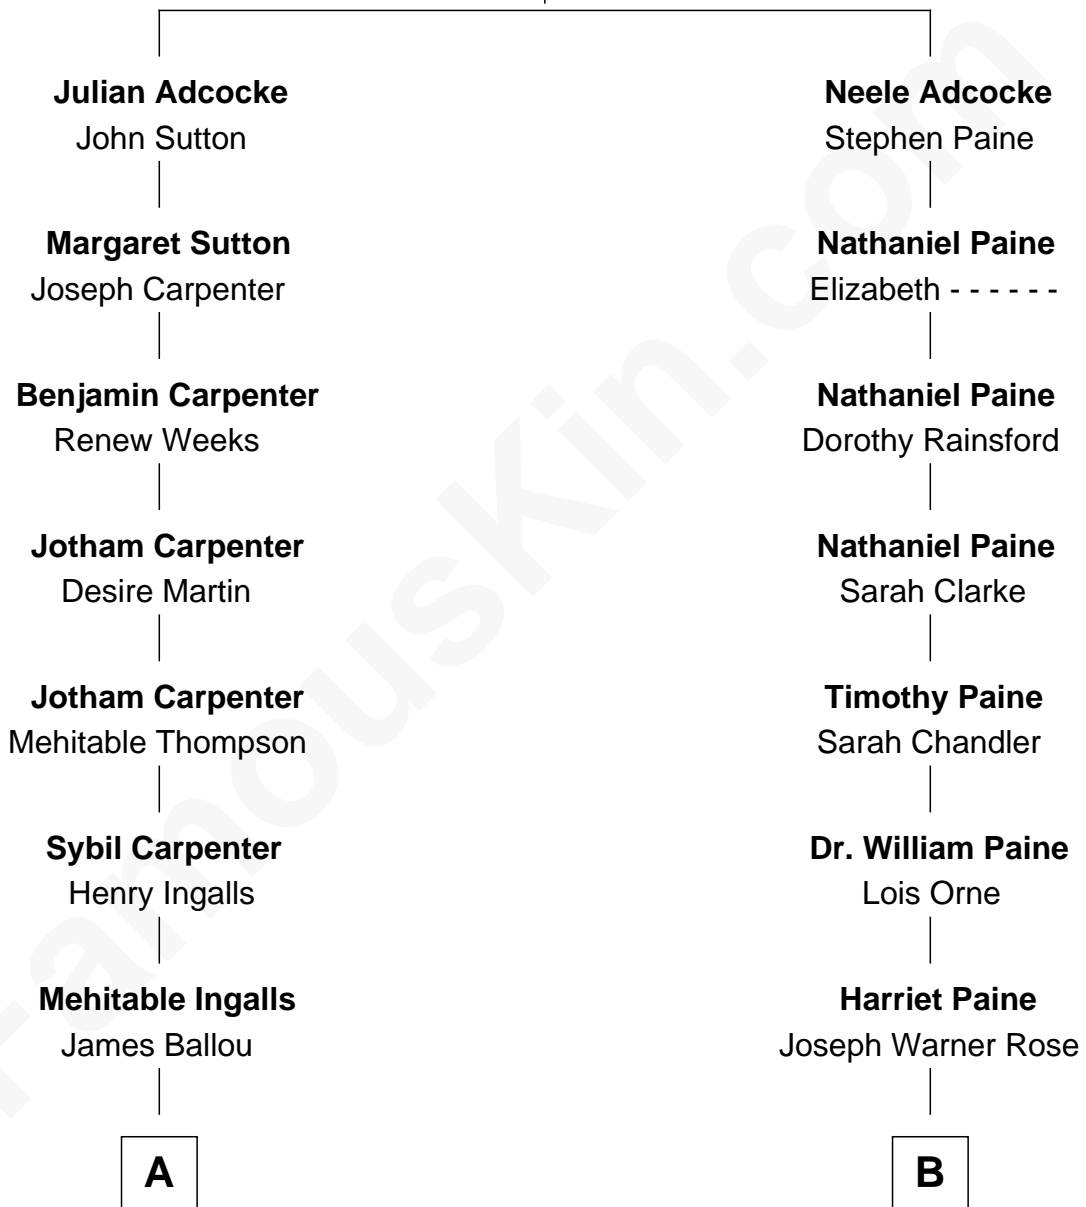 Julian Adcocke
John Sutton
Margaret Sutton
Joseph Carpenter
Benjamin Carpenter
Renew Weeks
Jotham Carpenter
Desire Martin
Jotham Carpenter
Mehitable Thompson
Sybil Carpenter
Henry Ingalls
Mehitable Ingalls
James Ballou
A
Neele Adcocke
Stephen Paine
Nathaniel Paine
Elizabeth - - - - - -
Nathaniel Paine
Dorothy Rainsford
Nathaniel Paine
Sarah Clarke
Timothy Paine
Sarah Chandler
Dr. William Paine
Lois Orne
Harriet Paine
Joseph Warner Rose
B
FamousKin.com